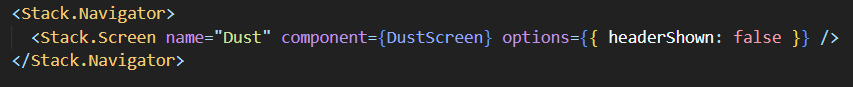 <Stack.Navigator>
  <Stack.Screen name="Dust" component={DustScreen} options={{ headerShown: false }} />
</Stack.Navigator>